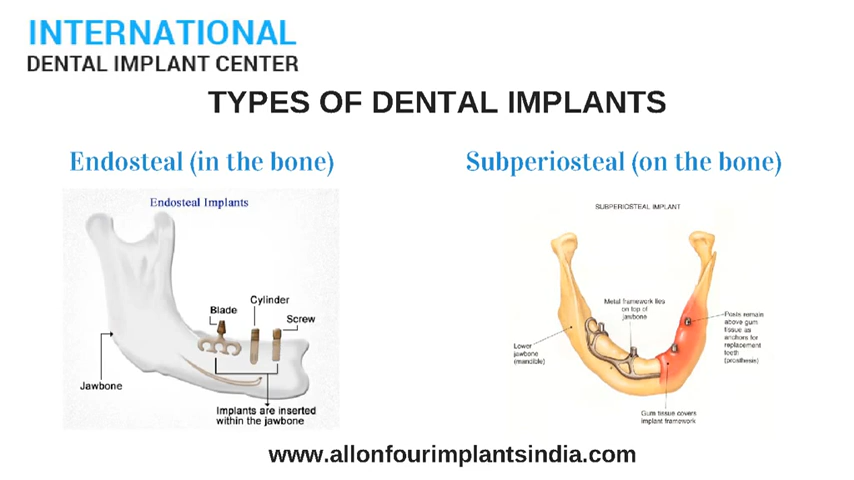 INTERNATIONAL
DENTAL IMPLANT CENTER
TYPES OF DENTAL IMPLANTS
Endosteal (in the bone)
Subperiosteal (on the bone)
Endosteal Implants
Blade
Cylinder
Screw
Jawbone
Implants are inserted
within the jawbone
SUBPERIOSTEAL IMPLANT
Metal framework lies
on top of
jawbone
Lower
jawbone
(mandible)
Posts remain
above gum
tissue as
anchors for
replacement
teeth
(prosthesis)
Gum tissue covers
implant framework
www.allonfourimplantsindia.com